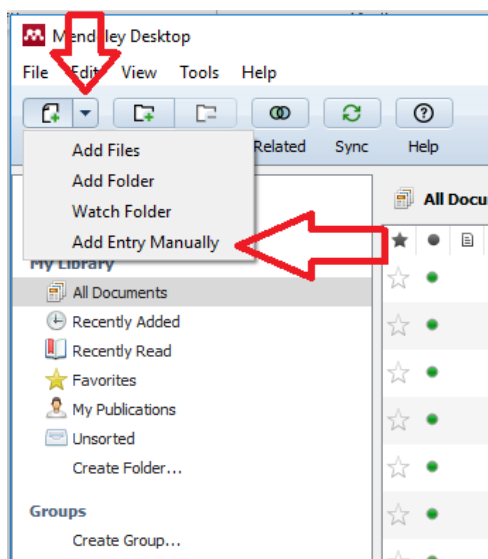 Mendeley Desktop
File Edit View Tools Help
Related Sync Help
Add Files
Add Folder
Watch Folder
Add Entry Manually
My Library
All Documents
Recently Added
Recently Read
Favorites
My Publications
Unsorted
Create Folder...
Groups
Create Group...
All Docu